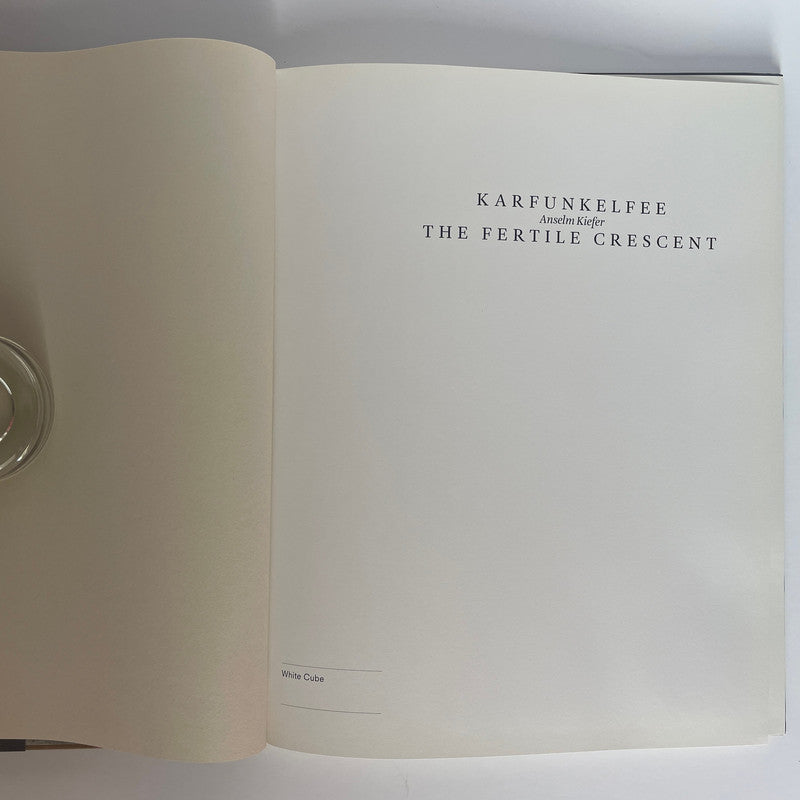 KARFUNKELFEE
Anselm Kiefer
THE FERTILE CRESCENT
White Cube